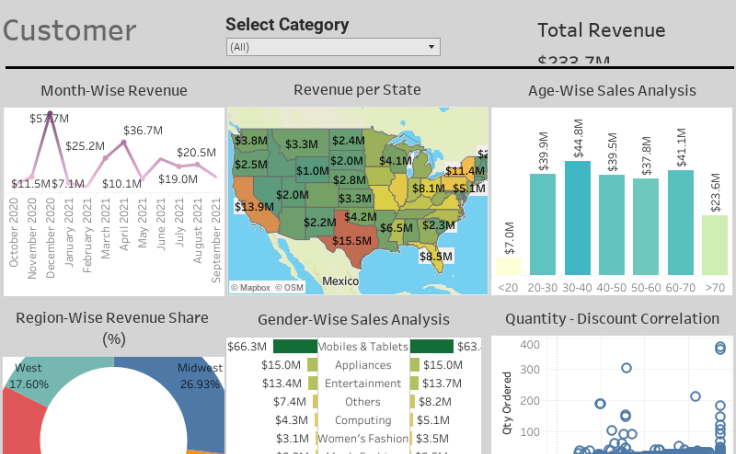 Customer
Select Category
(All)
Total Revenue
Month-Wise Revenue
$57.7M
$36.7M
$25.2M
$20.5M
$11.5M
$7.1M
$10.1M
$19.0M
October 2020
November 2020
December 2020
January 2021
February 2021
March 2021
April 2021
May 2021
June 2021
July 2021
August 2021
September 2021
Revenue per State
$3.8M
$3.3M
$2.4M
$2.5M
$1.0M
$2.0M
$4.1M
$11.4M
$2.8M
$8.1M
$5.1M
$13.9M
$2.0M
$3.3M
$2.2M
$4.2M
$6.5M
$2.3M
$15.5M
$8.5M
Mexico
© Mapbox © OSM
Age-Wise Sales Analysis
$7.0M
$39.9M
$44.8M
$39.5M
$37.8M
$41.1M
$23.6M
<20 20-30 30-40 40-50 50-60 60-70 >70
Region-Wise Revenue Share
(%)
West
17.60%
Midwest
26.93%
Gender-Wise Sales Analysis
$66.3M Mobiles & Tablets $63.
$15.0M Appliances $15.0M
$13.4M Entertainment $13.7M
$7.4M Others $8.2M
$4.3M Computing $5.1M
$3.1M Women's Fashion $3.5M
Quantity - Discount Correlation
Qty Ordered
400
300
200
100